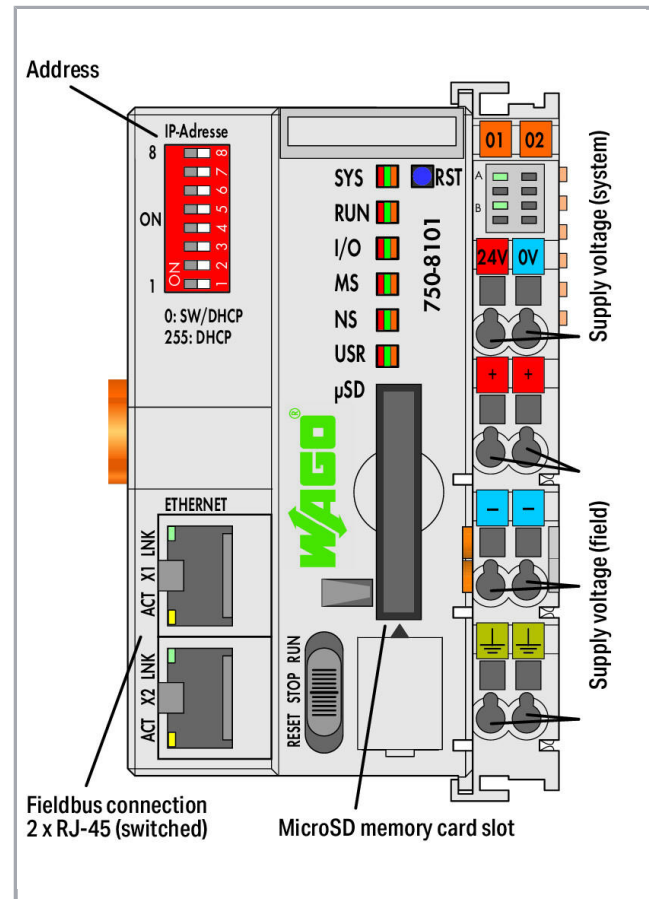 Address
IP-Adresse
8
ON
1
8
7
6
5
4
3
2
1
ON
0: SW/DHCP
255: DHCP
SYS
RST
RUN
I/O
MS
NS
USR
µSD
750-8101
WAGO®
ETHERNET
ACT X1 LNK
ACT X2 LNK
RESET STOP RUN
01 02
A
B
24V 0V
+ +
- -
Supply voltage (system)
Supply voltage (field)
Fieldbus connection
2 x RJ-45 (switched)
MicroSD memory card slot